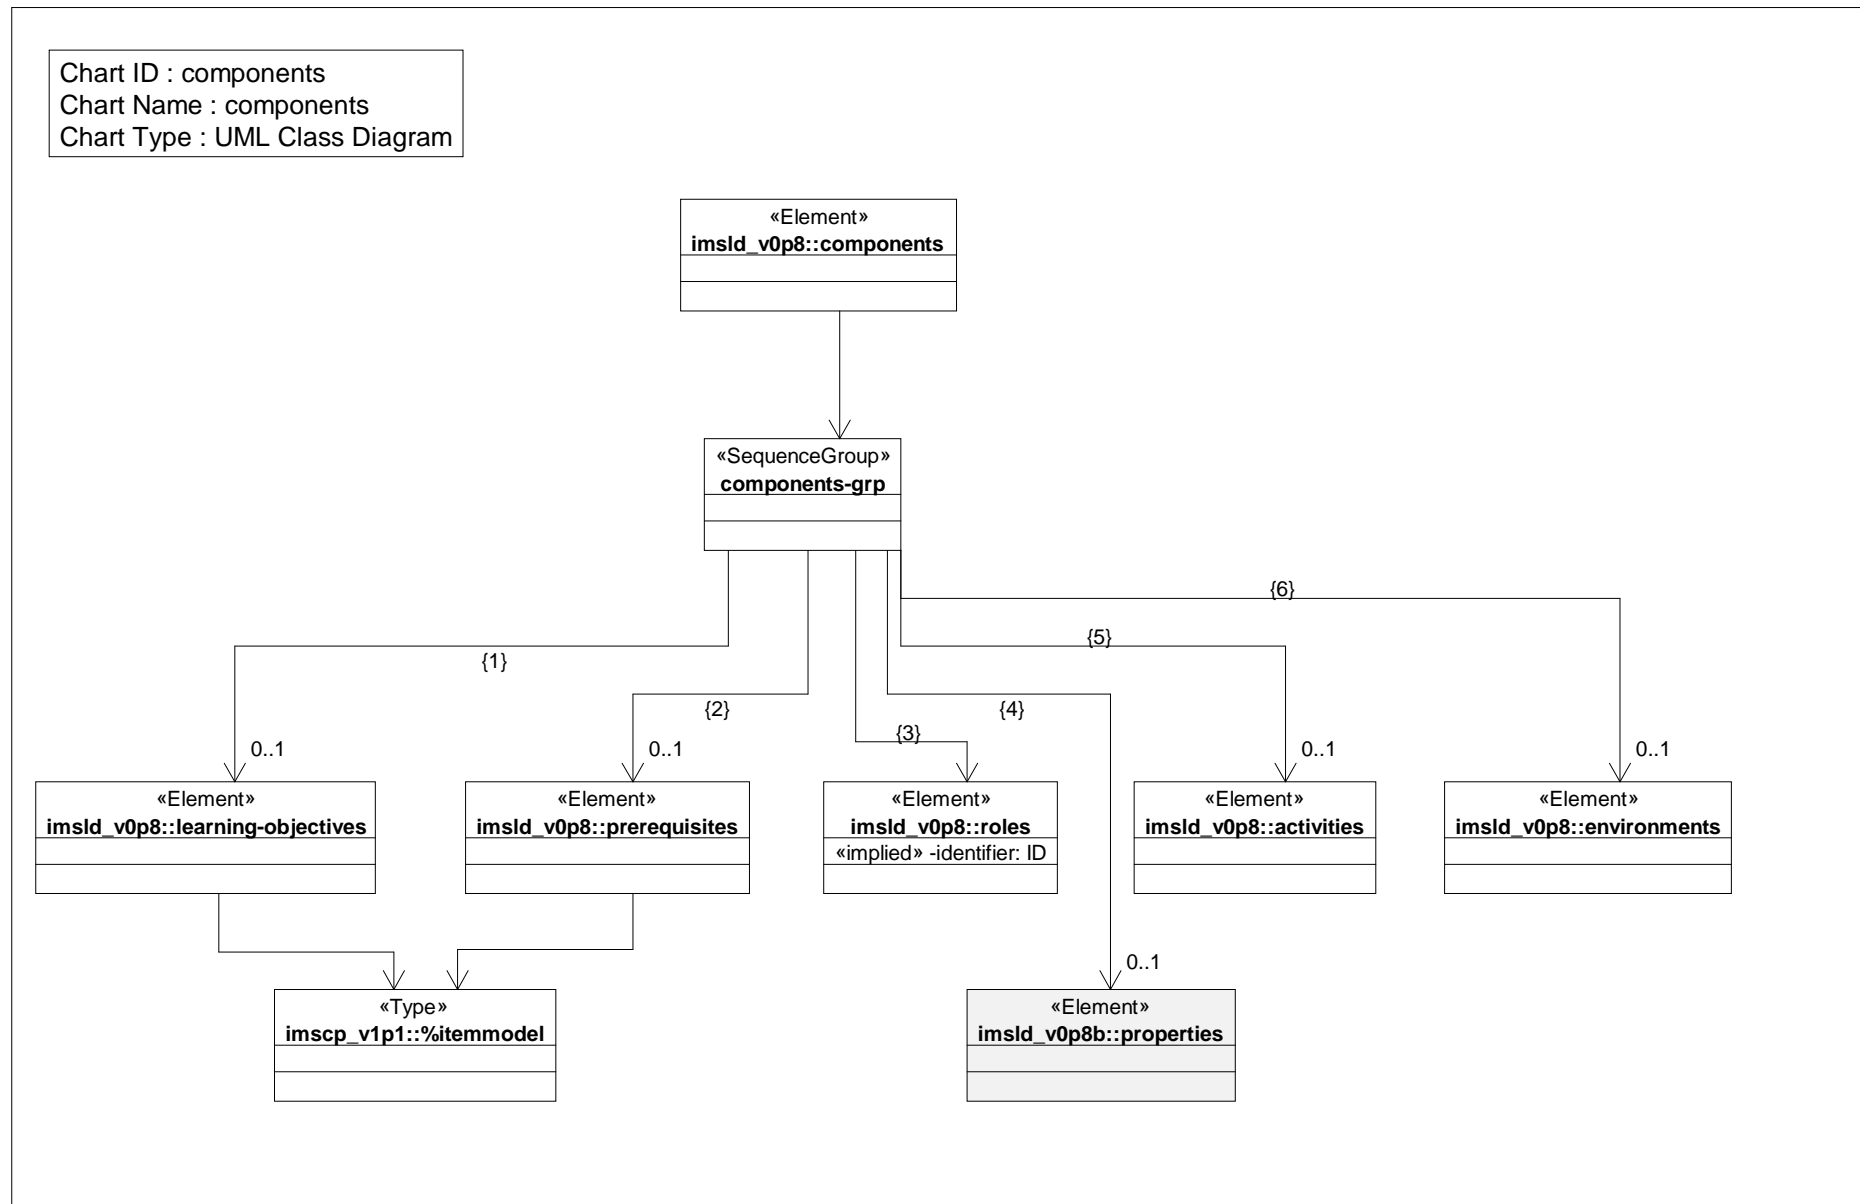 Chart ID : components
Chart Name : components
Chart Type : UML Class Diagram
«Element»
imsld_v0p8::components
«SequenceGroup»
components-grp
{6}
{5}
{1}
{2}
{4}
{3}
0..1
0..1
0..1
0..1
«Element»
imsld_v0p8::learning-objectives
«Element»
imsld_v0p8::prerequisites
«Element»
imsld_v0p8::roles
«implied» -identifier: ID
«Element»
imsld_v0p8::activities
«Element»
imsld_v0p8::environments
0..1
«Type»
imscp_v1p1::%itemmodel
«Element»
imsld_v0p8b::properties